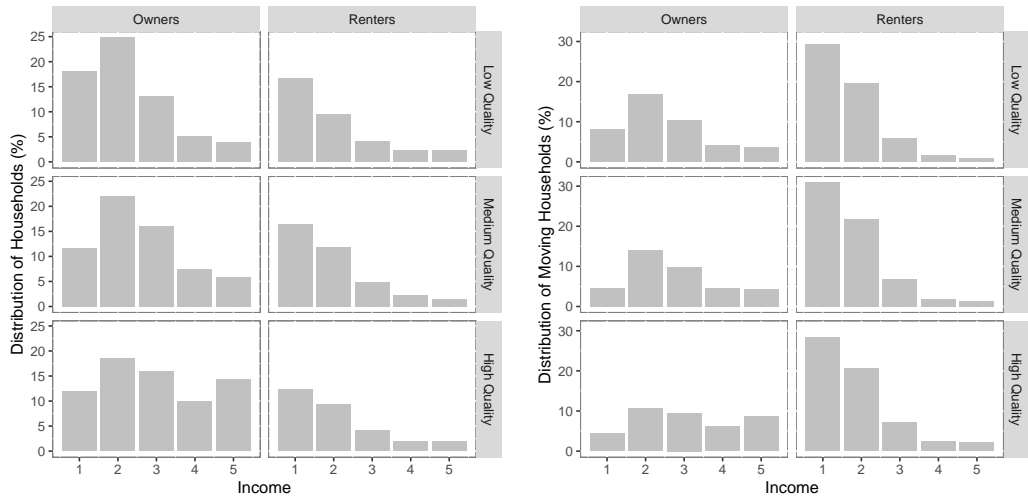 Owners
Renters
Distribution of Households (%)
25
20
15
10
5
0
Low Quality
25
20
15
10
5
0
Medium Quality
25
20
15
10
5
0
High Quality
1 2 3 4 5
1 2 3 4 5
Income
Owners
Renters
Distribution of Moving Households (%)
30
20
10
0
Low Quality
30
20
10
0
Medium Quality
30
20
10
0
High Quality
1 2 3 4 5
1 2 3 4 5
Income